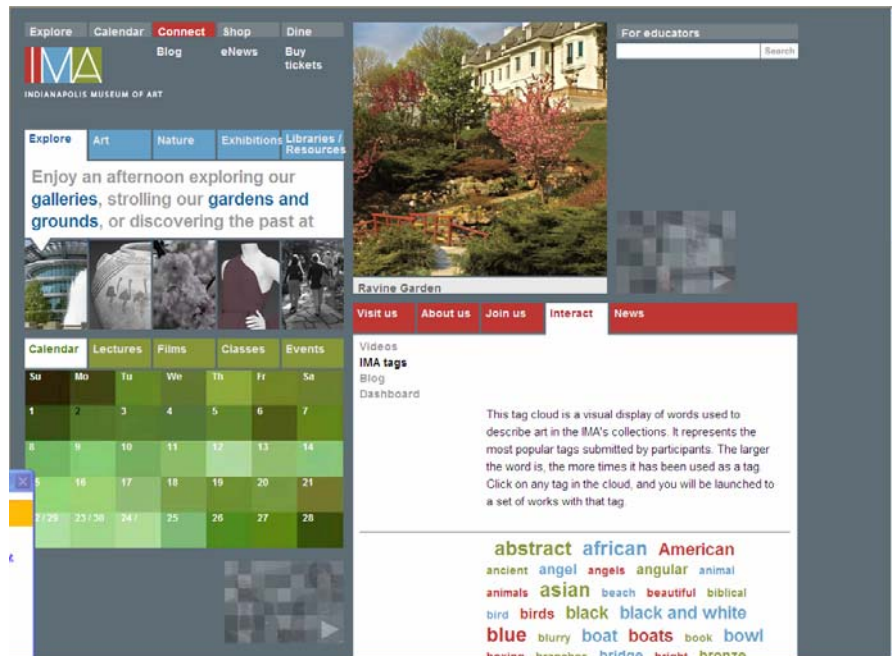 Explore Calendar Connect Shop Dine
Blog eNews Buy tickets
IMA
INDIANAPOLIS MUSEUM OF ART
For educators
Search
Explore Art Nature Exhibitions Libraries / Resources
Enjoy an afternoon exploring our
galleries, strolling our gardens and
grounds, or discovering the past at
Ravine Garden
Calendar Lectures Films Classes Events
Su Mo Tu We Th Fr Sa
1 2 3 4 5 6 7
8 9 10 11 12 13 14
16 17 18 19 20 21
23 / 30 24 / 25 26 27 28
Visit us About us Join us Interact News
Videos
IMA tags
Blog
Dashboard
This tag cloud is a visual display of words used to
describe art in the IMA's collections. It represents the
most popular tags submitted by participants. The larger
the word is, the more times it has been used as a tag.
Click on any tag in the cloud, and you will be launched to
a set of works with that tag.
abstract african American
ancient angel angels angular animal
animals asian beach beautiful biblical
bird birds black black and white
blue blurry boat boats book bowl
boxing branches bridge bright bronze